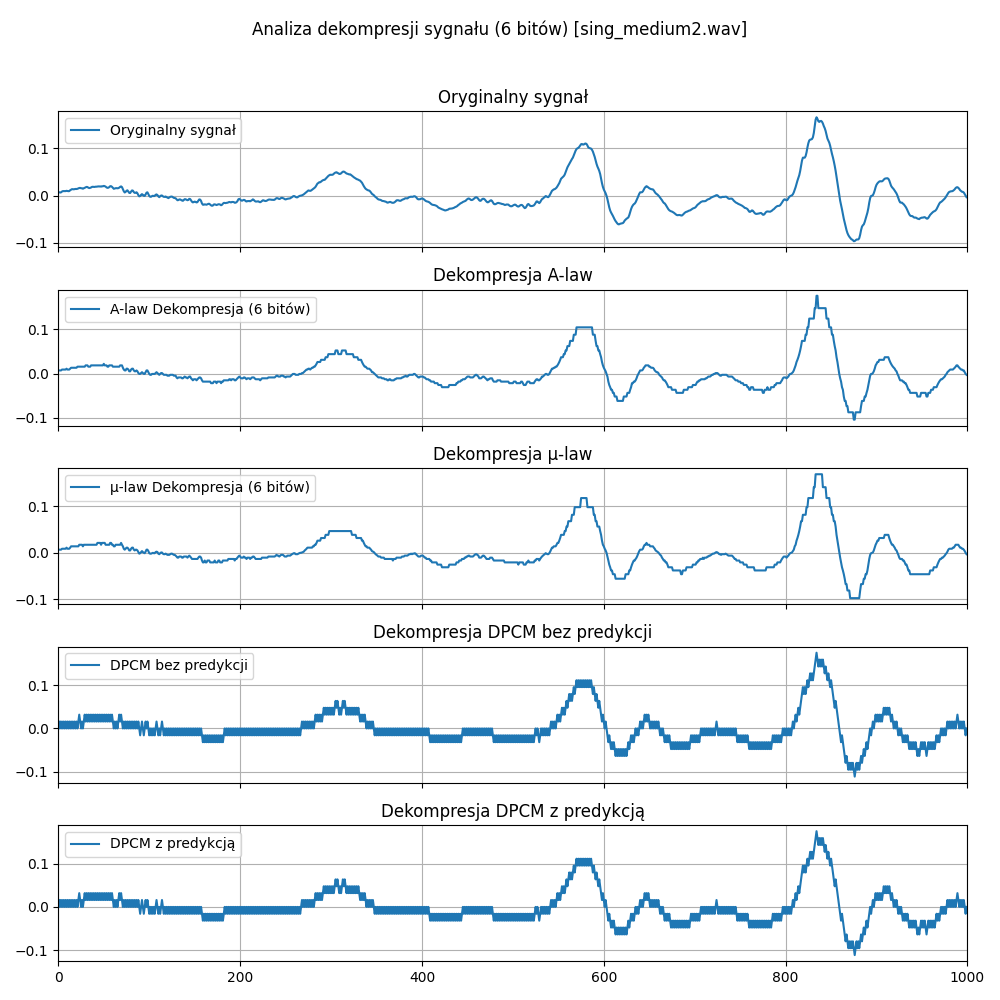 Analiza dekompresji sygnału (6 bitów) [sing_medium2.wav]
Oryginalny sygnał
Oryginalny sygnał
0.1
0.0
−0.1
Dekompresja A-law
A-law Dekompresja (6 bitów)
0.1
0.0
−0.1
Dekompresja μ-law
μ-law Dekompresja (6 bitów)
0.1
0.0
−0.1
Dekompresja DPCM bez predykcji
DPCM bez predykcji
0.1
0.0
−0.1
Dekompresja DPCM z predykcją
DPCM z predykcją
0.1
0.0
−0.1
0 200 400 600 800 1000